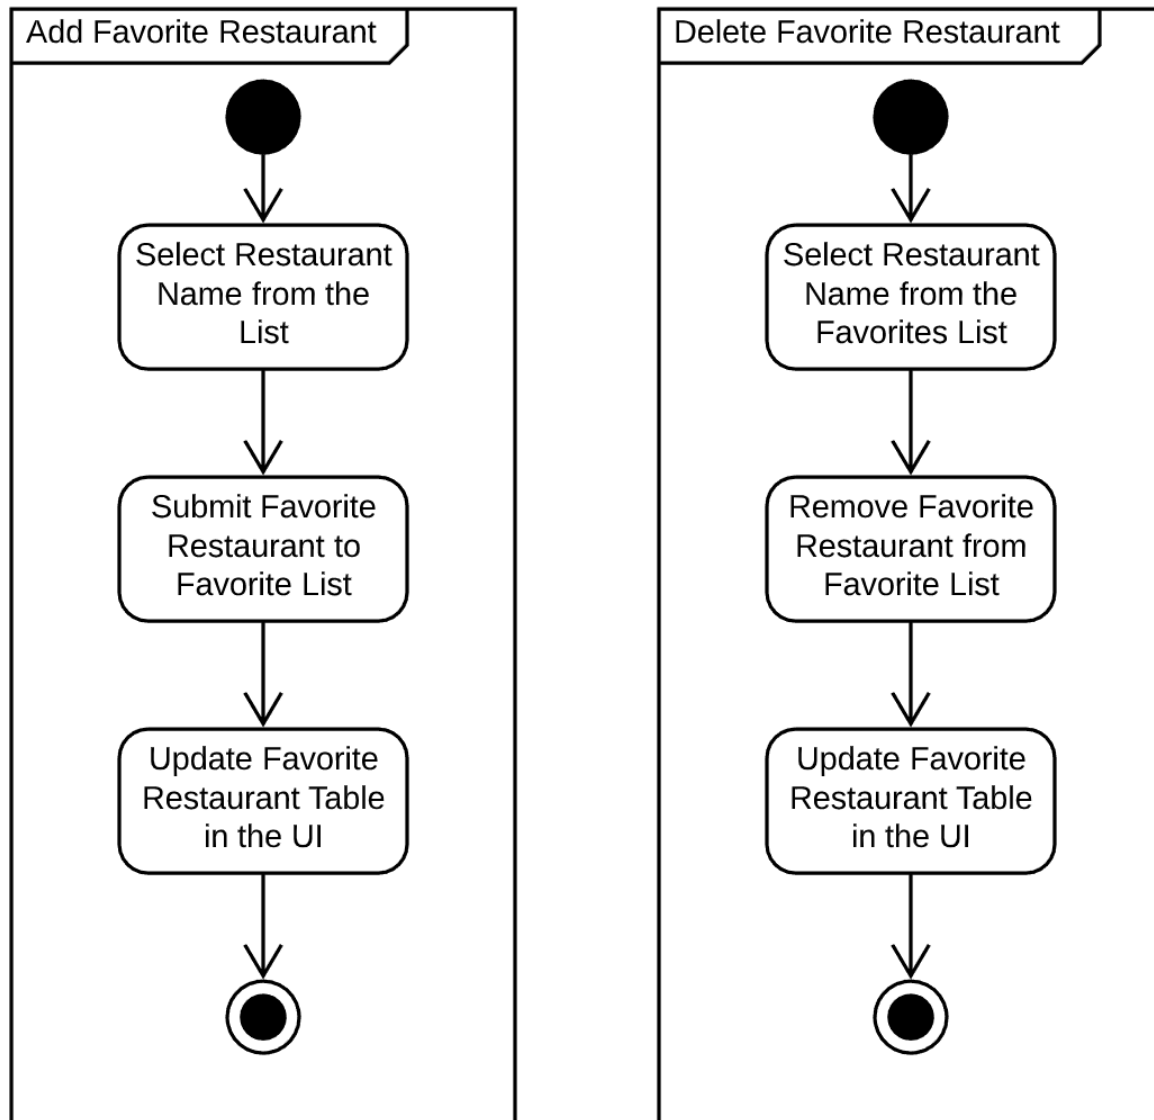 Add Favorite Restaurant
Select Restaurant
Name from the
List
Submit Favorite
Restaurant to
Favorite List
Update Favorite
Restaurant Table
in the UI
Delete Favorite Restaurant
Select Restaurant
Name from the
Favorites List
Remove Favorite
Restaurant from
Favorite List
Update Favorite
Restaurant Table
in the UI